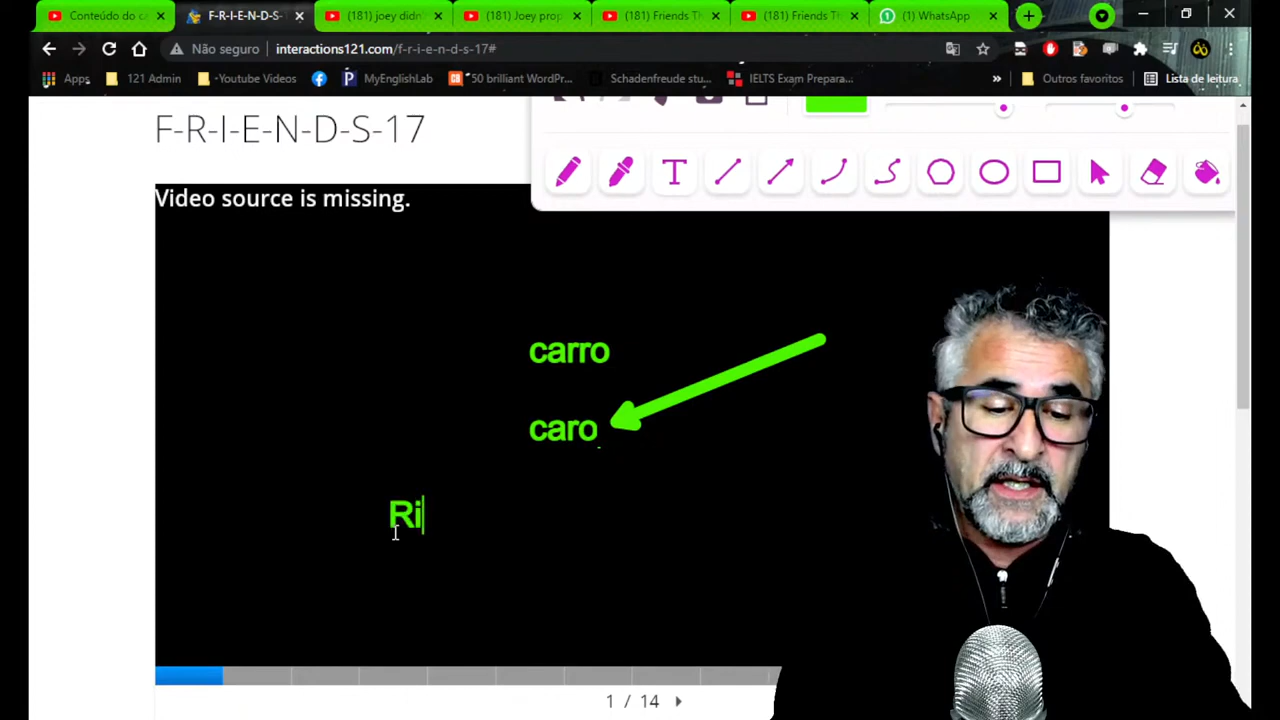 Conteúdo do c
F-R-I-E-N-D-S-17
(181) joey didn
(181) Joey prop
(181) Friends Th
(181) Friends Th
(1) WhatsApp
Não seguro
interactions121.com/f-r-i-e-n-d-s-17#
Apps
121 Admin
-Youtube Videos
MyEnglishLab
50 brilliant WordPr...
Schadenfreude stu...
IELTS Exam Prepara...
»
Outros favoritos
Lista de leitura
F-R-I-E-N-D-S-17
T
Video source is missing.
carro
caro
Ri
1 / 14